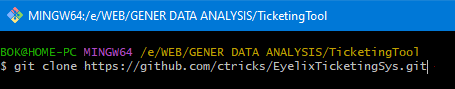 MINGW64:/e/WEB/GENER DATA ANALYSIS/TicketingTool
BOK@HOME-PC MINGW64 /e/WEB/GENER DATA ANALYSIS/TicketingTool
$ git clone https://github.com/ctricks/EyelixTicketingSys.git